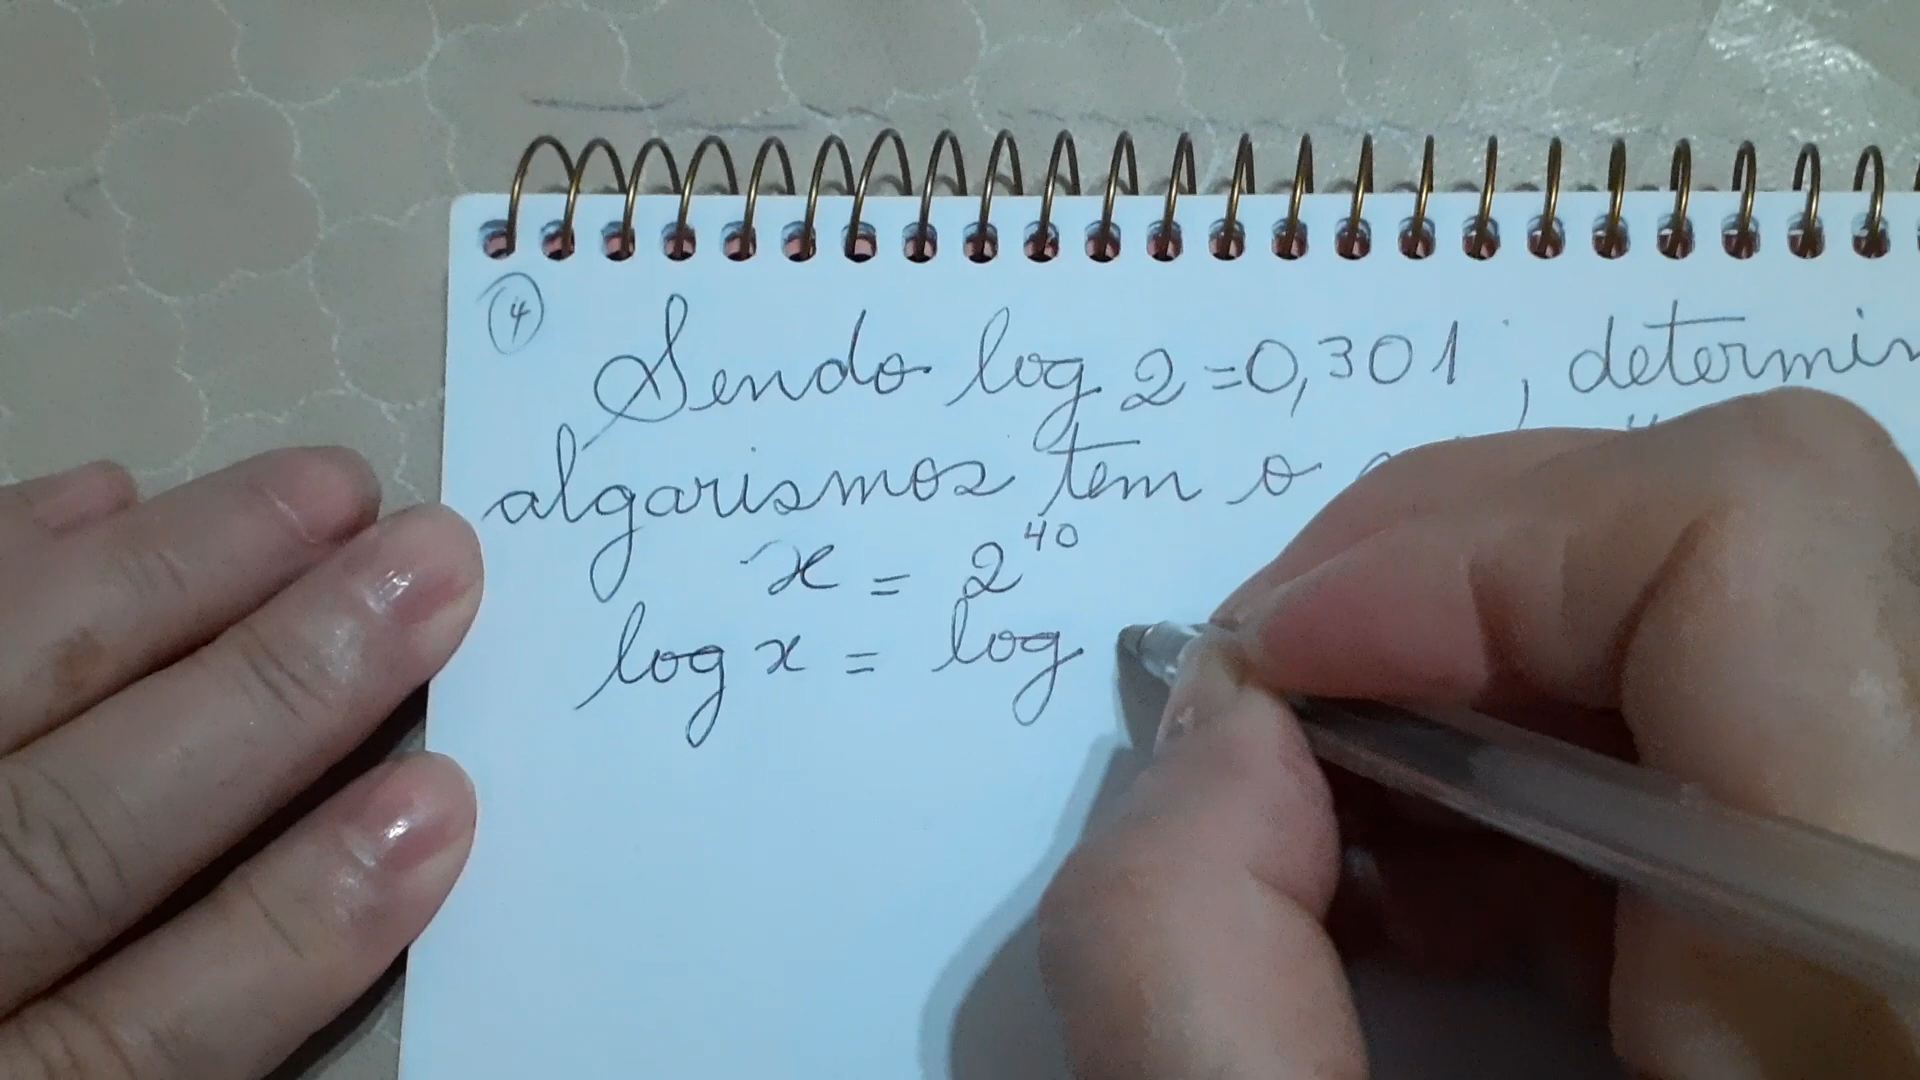 4
Sendo log 2 = 0,301, determin
algarismos tem o
x = 2⁴⁰
log x = log